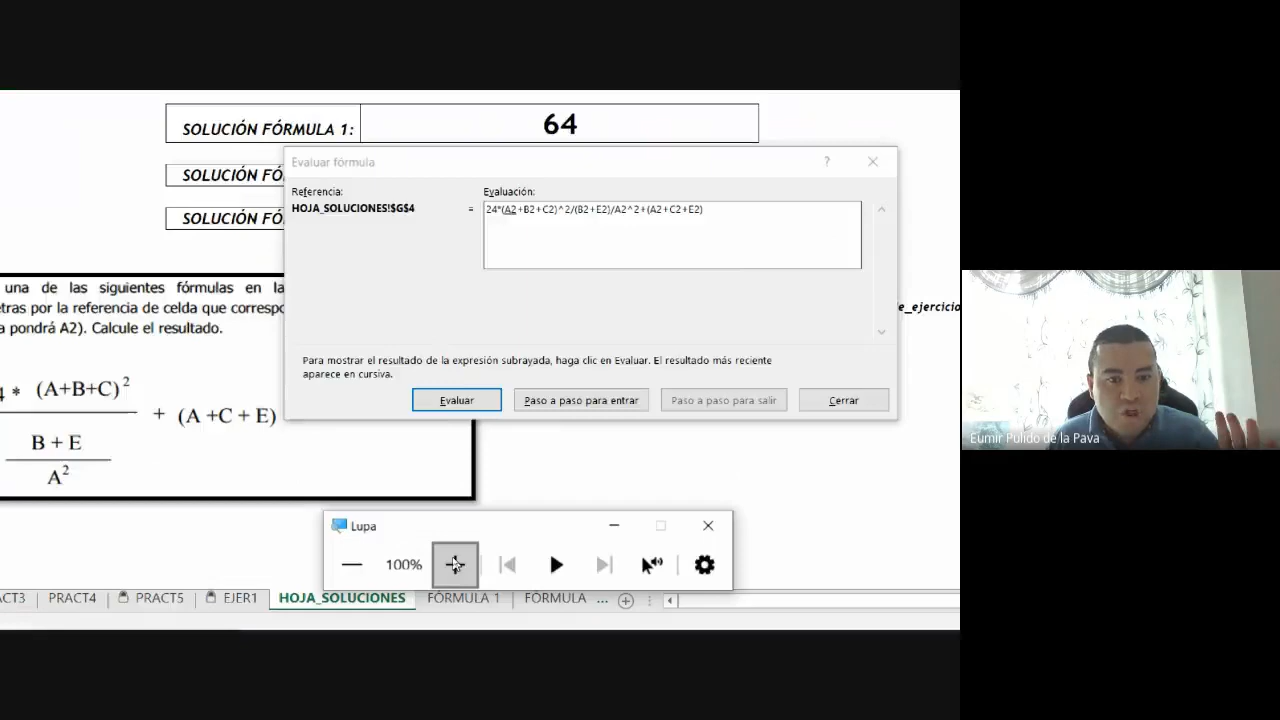 SOLUCIÓN FÓRMULA 1: 64
SOLUCIÓN FÓ
SOLUCIÓN FÓ
Evaluar fórmula ?
Referencia: Evaluación:
HOJA_SOLUCIONES!$G$4 = 24*(A2+B2+C2)^2/(B2+E2)/A2^2+(A2+C2+E2)
una de las siguientes fórmulas en la
etras por la referencia de celda que correspo
a pondrá A2). Calcule el resultado.
e_ejercicio
Para mostrar el resultado de la expresión subrayada, haga clic en Evaluar. El resultado más reciente
aparece en cursiva.
Evaluar Paso a paso para entrar Paso a paso para salir Cerrar
4 * (A+B+C)²
+ (A +C + E)
B + E
A²
Eumir Pulido de la Pava
Lupa
100%
ACT3 PRACT4 PRACT5 EJER1 HOJA_SOLUCIONES FÓRMULA 1 FÓRMULA ...